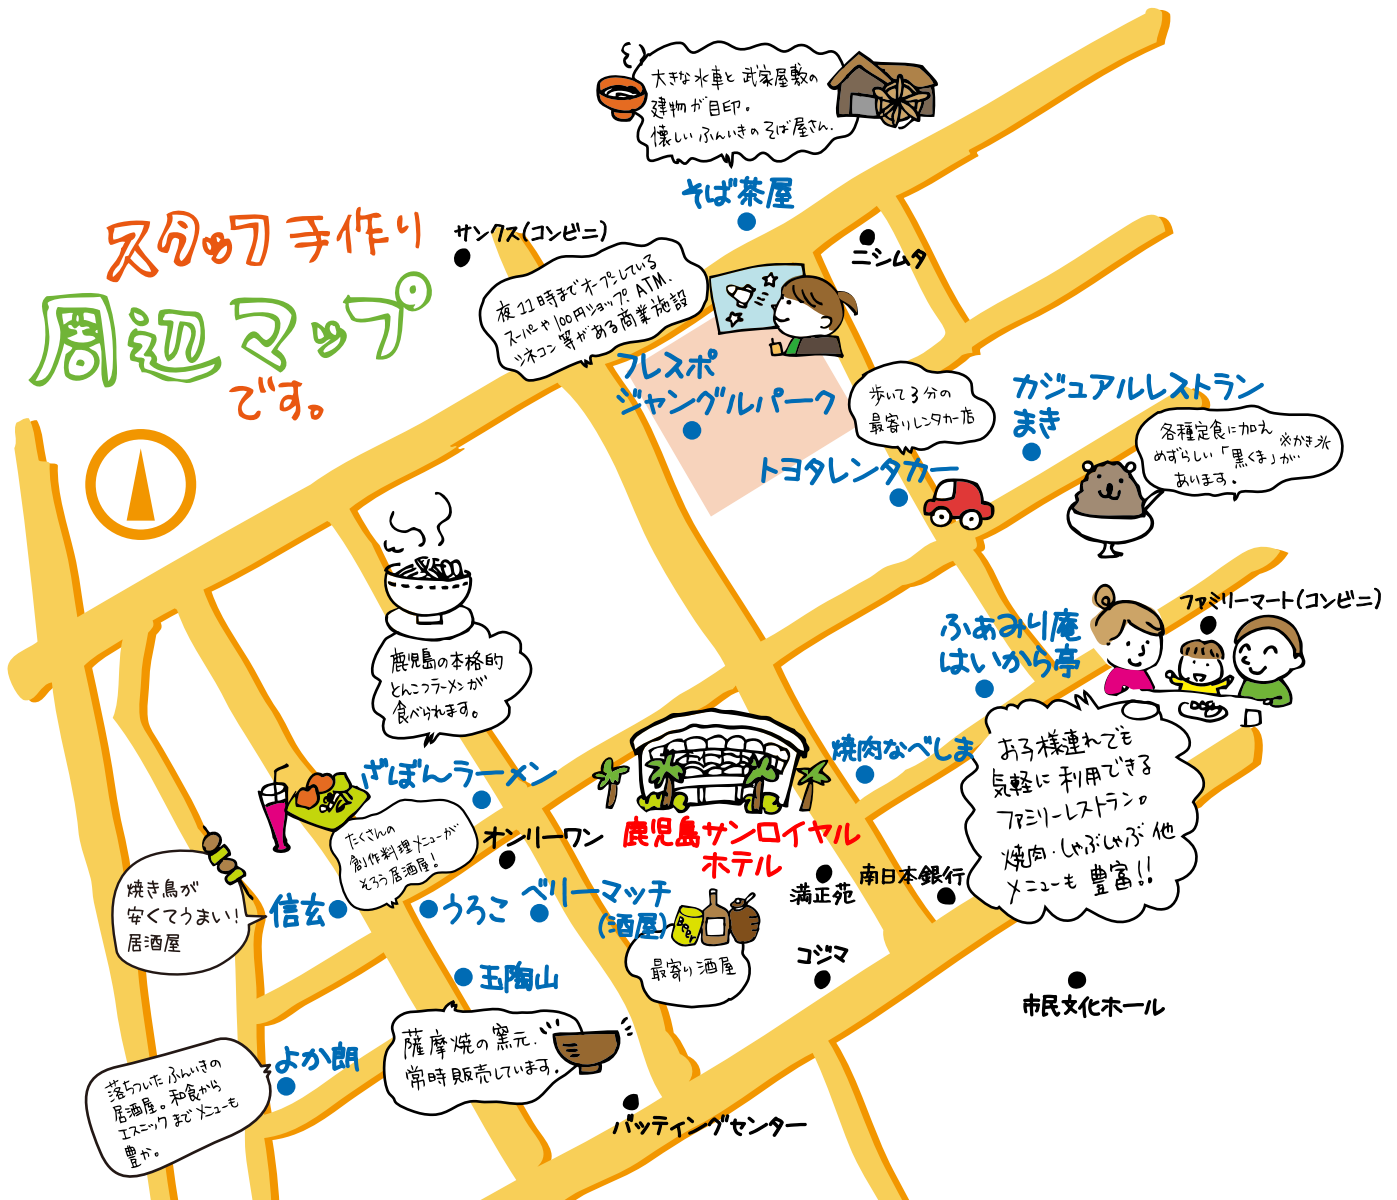 大きな水車と武家屋敷の
建物が目印。
懐しいふんいきのそば屋さん.
そば茶屋
スタッフ手作り
周辺マップ
です。
サンクス(コンビニ)
ニシムタ
夜11時までオープンしている
スーパーや100円ショップ、ATM.
ツネコン等がある商業施設
フレスポ
ジャングルパーク
歩いて3分の
最寄りレンタカー店
トヨタレンタカー
カジュアルレストラン
まき
各種定食に加え
めずらしい「黒くま」が…
※かき氷
あります.
ファミリーマート(コンビニ)
ふぁみり庵
はいから亭
お子様連れでも
気軽に利用できる
ファミリーレストラン。
焼肉・しゃぶしゃぶ他
メニューも豊富!!
鹿児島の本格的
とんこつラーメンが
食べられます。
ざぼんラーメン
焼肉なべしま
鹿児島サンロイヤル
ホテル
たくさんの
創作料理メニューが
そろう居酒屋!
オンリーワン
満正苑
南日本銀行
焼き鳥が
安くてうまい!
居酒屋
信玄
うろこ
ベリーマッチ
(酒屋)
Beer
最寄り酒屋
コジマ
市民文化ホール
玉陶山
薩摩焼の窯元.
常時販売しています.
よか朗
落ちついたふんいきの
居酒屋。和食から
エスニックまでメニューも
豊か。
バッティングセンター